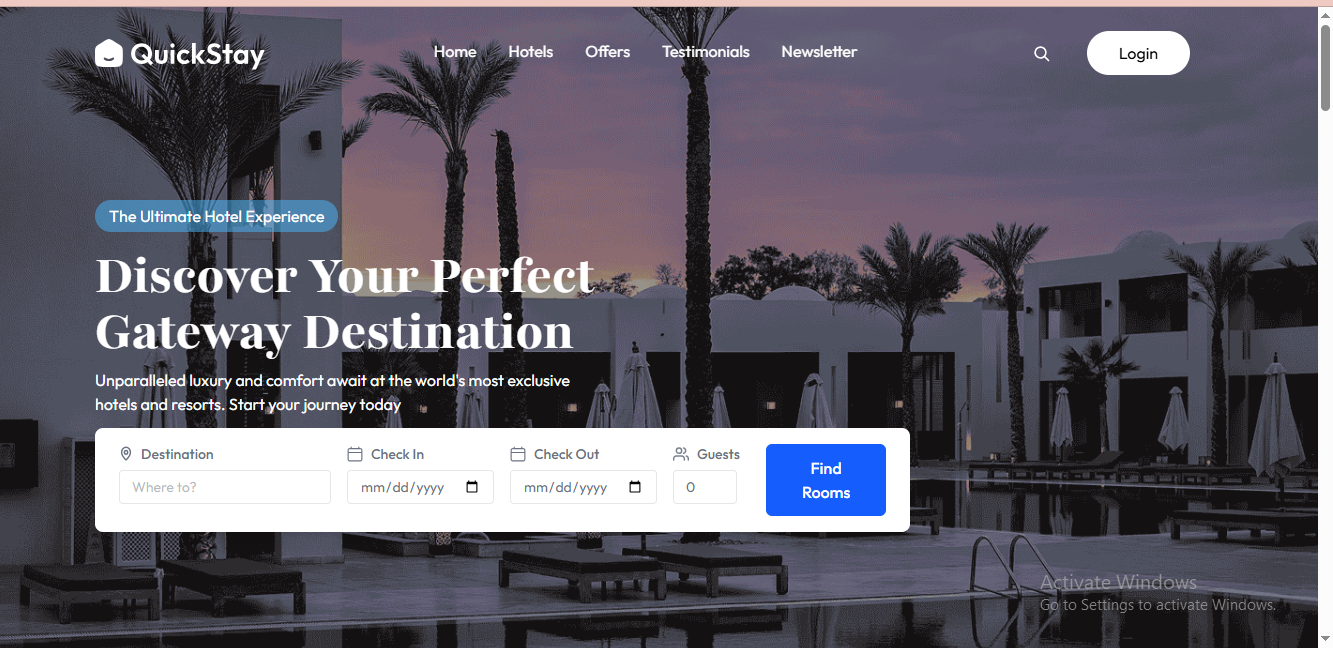 QuickStay
Home Hotels Offers Testimonials Newsletter
Login
The Ultimate Hotel Experience
Discover Your Perfect
Gateway Destination
Unparalleled luxury and comfort await at the world's most exclusive
hotels and resorts. Start your journey today
Destination Check In Check Out Guests
Where to? mm/dd/yyyy mm/dd/yyyy 0
Find
Rooms
Activate Windows
Go to Settings to activate Windows.